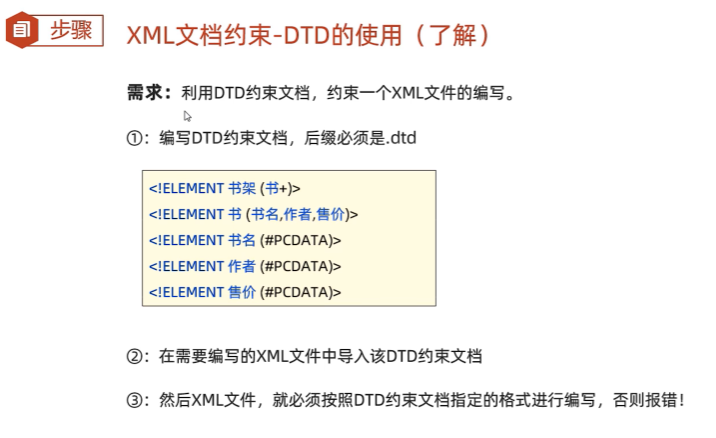 步骤
XML文档约束-DTD的使用（了解）
需求：利用DTD约束文档，约束一个XML文件的编写。
①：编写DTD约束文档，后缀必须是.dtd
<!ELEMENT 书架 (书+)>
<!ELEMENT 书 (书名,作者,售价)>
<!ELEMENT 书名 (#PCDATA)>
<!ELEMENT 作者 (#PCDATA)>
<!ELEMENT 售价 (#PCDATA)>
②：在需要编写的XML文件中导入该DTD约束文档
③：然后XML文件，就必须按照DTD约束文档指定的格式进行编写，否则报错！